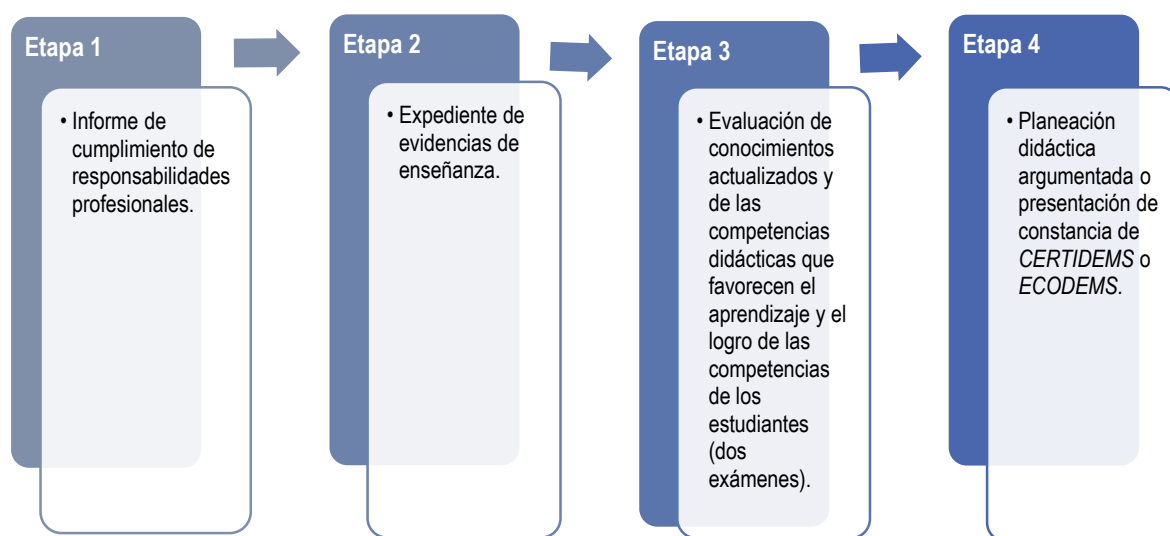 Etapa 1
• Informe de
cumplimiento de
responsabilidades
profesionales.
Etapa 2
• Expediente de
evidencias de
enseñanza.
Etapa 3
• Evaluación de
conocimientos
actualizados y
de las
competencias
didácticas que
favorecen el
aprendizaje y el
logro de las
competencias
de los
estudiantes
(dos
exámenes).
Etapa 4
• Planeación
didáctica
argumentada o
presentación de
constancia de
CERTIDEMS o
ECODEMS.